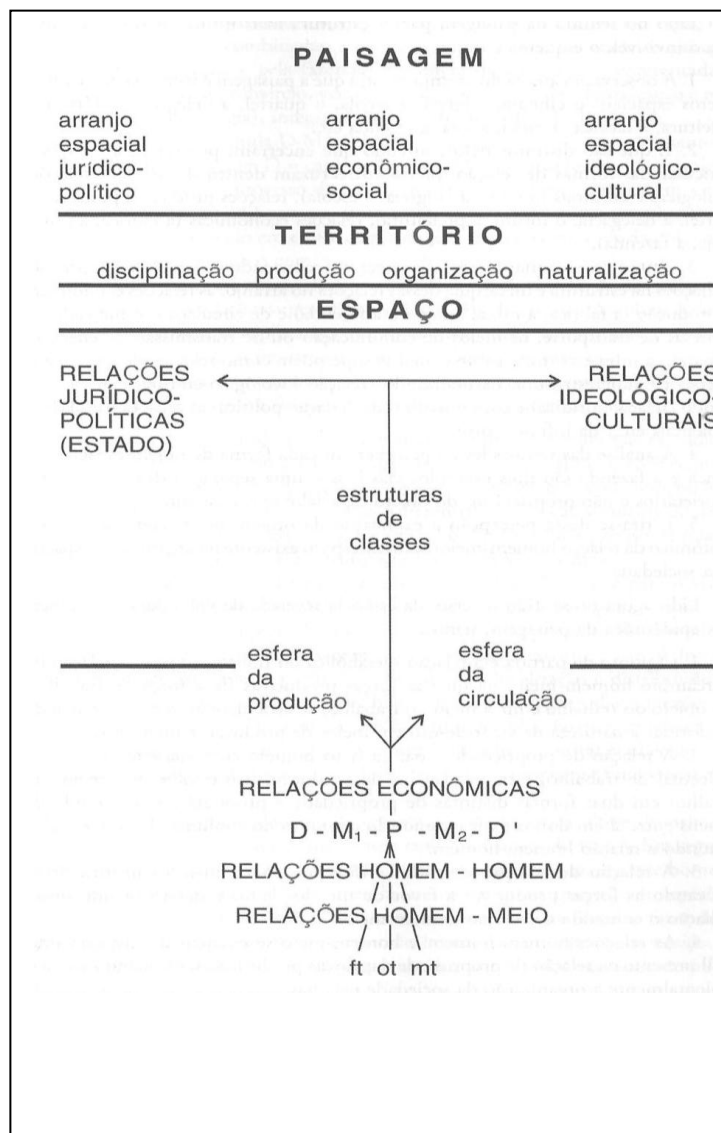 PAISAGEM
arranjo espacial jurídico-político
arranjo espacial econômico-social
arranjo espacial ideológico-cultural
TERRITÓRIO
disciplinação produção organização naturalização
ESPAÇO
RELAÇÕES JURÍDICO-POLÍTICAS (ESTADO)
RELAÇÕES IDEOLÓGICO-CULTURAIS
estruturas
de
classes
esfera da produção
esfera da circulação
RELAÇÕES ECONÔMICAS
D - M₁ - P - M₂ - D'
RELAÇÕES HOMEM - HOMEM
RELAÇÕES HOMEM - MEIO
ft ot mt